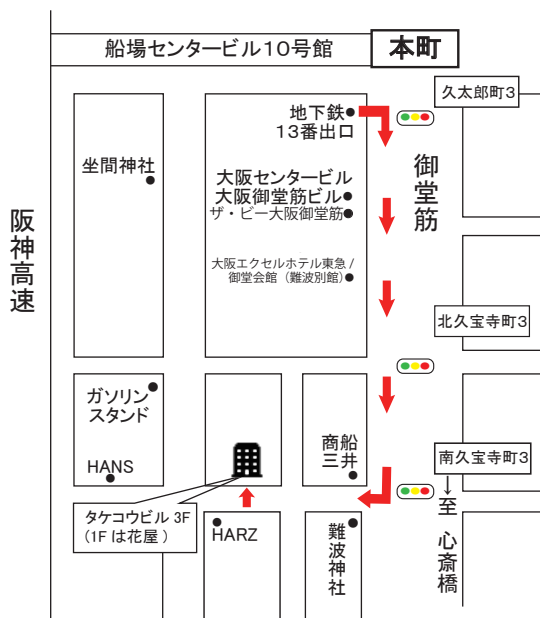 船場センタービル10号館
本町
久太郎町3
地下鉄
13番出口
坐間神社
大阪センタービル
大阪御堂筋ビル
ザ・ビー大阪御堂筋
御堂筋
阪神高速
大阪エクセルホテル東急 /
御堂会館（難波別館）
北久宝寺町3
ガソリン
スタンド
商船
三井
HANS
南久宝寺町3
タケコウビル 3F
(1F は花屋 )
HARZ
難波神社
→至 心斎橋